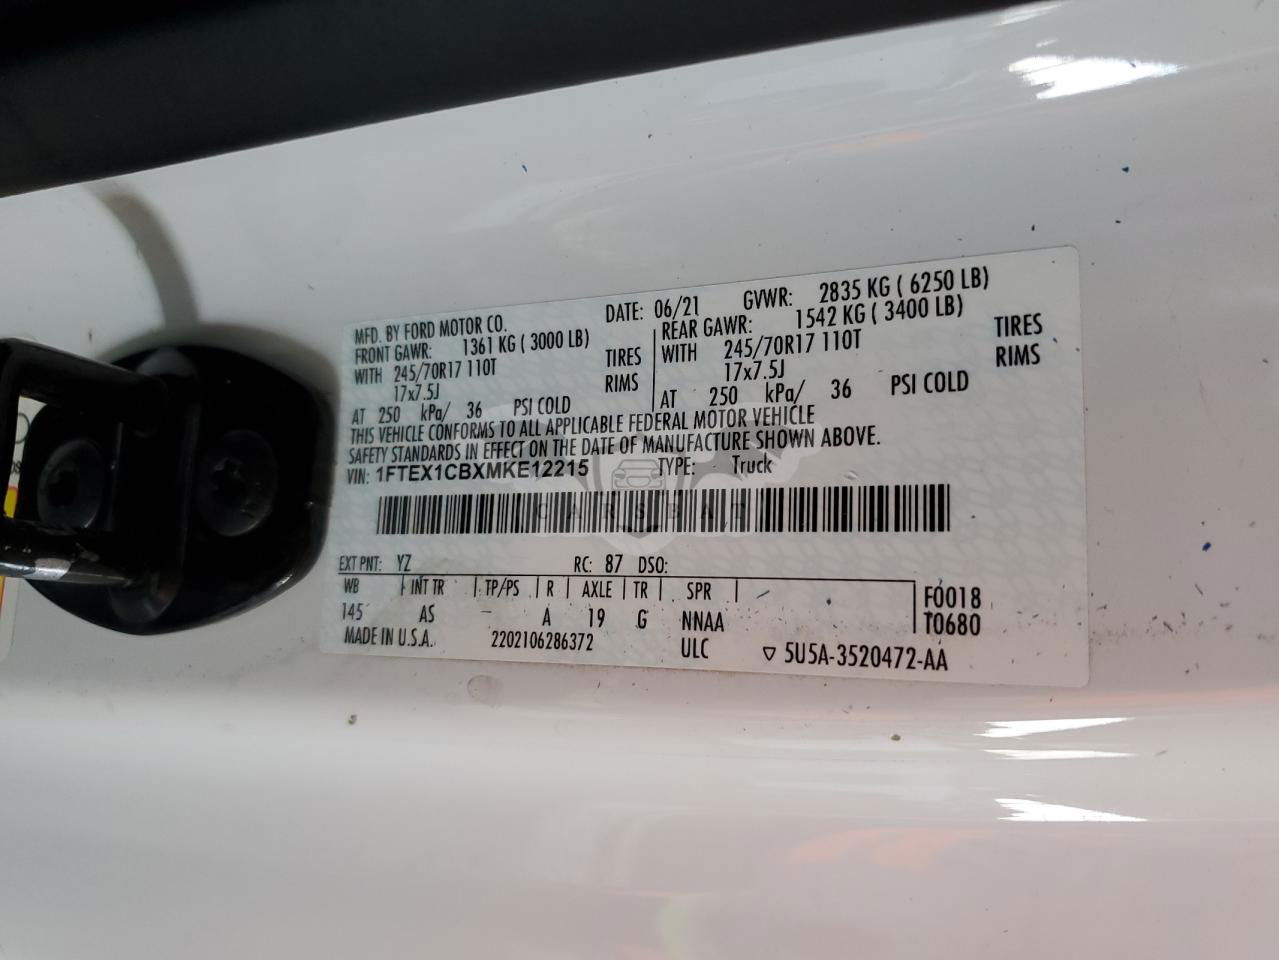 MFD. BY FORD MOTOR CO. DATE: 06/21 GVWR: 2835 KG ( 6250 LB)
FRONT GAWR: 1361 KG ( 3000 LB) REAR GAWR: 1542 KG ( 3400 LB)
WITH 245/70R17 110T TIRES WITH 245/70R17 110T TIRES
17x7.5J RIMS 17x7.5J RIMS
AT 250 kPa/ 36 PSI COLD AT 250 kPa/ 36 PSI COLD
THIS VEHICLE CONFORMS TO ALL APPLICABLE FEDERAL MOTOR VEHICLE
SAFETY STANDARDS IN EFFECT ON THE DATE OF MANUFACTURE SHOWN ABOVE.
VIN: 1FTEX1CBXMKE12215 TYPE: Truck
CARSBAT
EXT PNT: YZ RC: 87 DSO:
WB INT TR TP/PS R AXLE TR SPR F0018
145 AS - A 19 G NNAA T0680
MADE IN U.S.A. 2202106286372 ULC ▽ 5U5A-3520472-AA